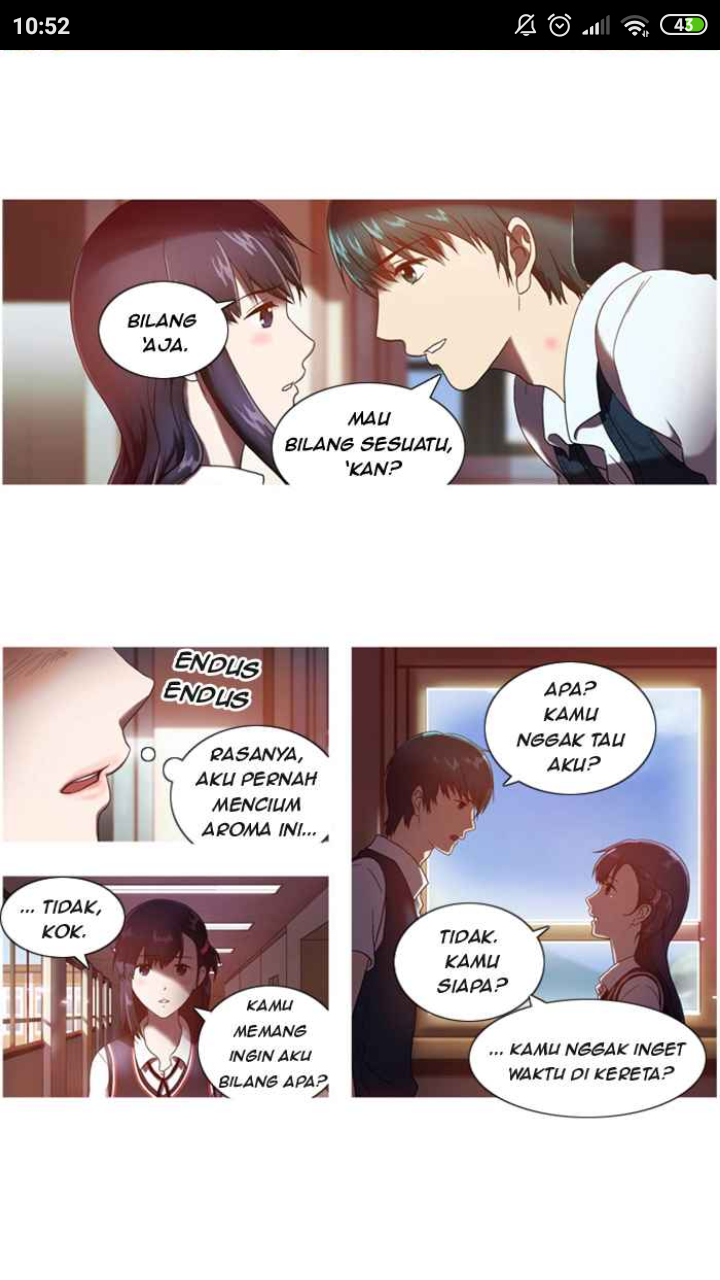 10:52
43
BILANG
'AJA.
MAU
BILANG SESUATU,
'KAN?
ENDUS
ENDUS
RASANYA,
AKU PERNAH
MENCIUM
AROMA INI...
APA?
KAMU
NGGAK TAU
AKU?
TIDAK.
KAMU
SIAPA?
... KAMU NGGAK INGET
WAKTU DI KERETA?
... TIDAK,
KOK.
KAMU
MEMANG
INGIN AKU
BILANG APA?